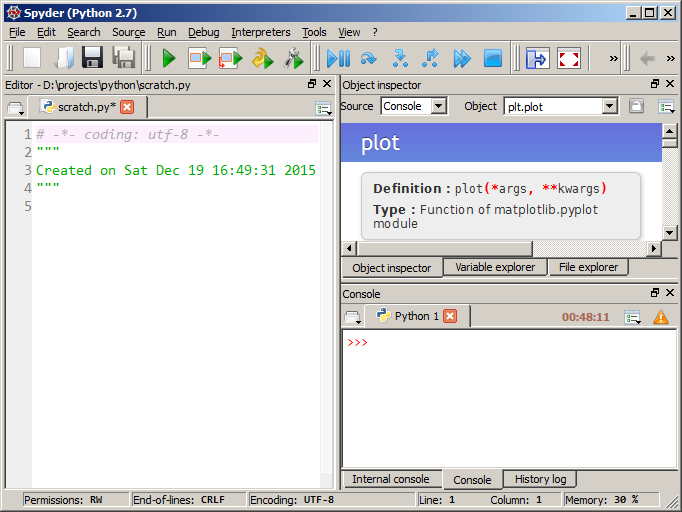 Spyder (Python 2.7)
File Edit Search Source Run Debug Interpreters Tools View ?
» »
Editor - D:\projects\python\scratch.py
scratch.py*
1 # -*- coding: utf-8 -*-
2 """
3 Created on Sat Dec 19 16:49:31 2015
4 """
5
Object inspector
Source Console Object plt.plot
plot
Definition : plot(*args, **kwargs)
Type : Function of matplotlib.pyplot
module
Object inspector Variable explorer File explorer
Console
Python 1 00:48:11
>>>
Internal console Console History log
Permissions: RW End-of-lines: CRLF Encoding: UTF-8 Line: 1 Column: 1 Memory: 30 %